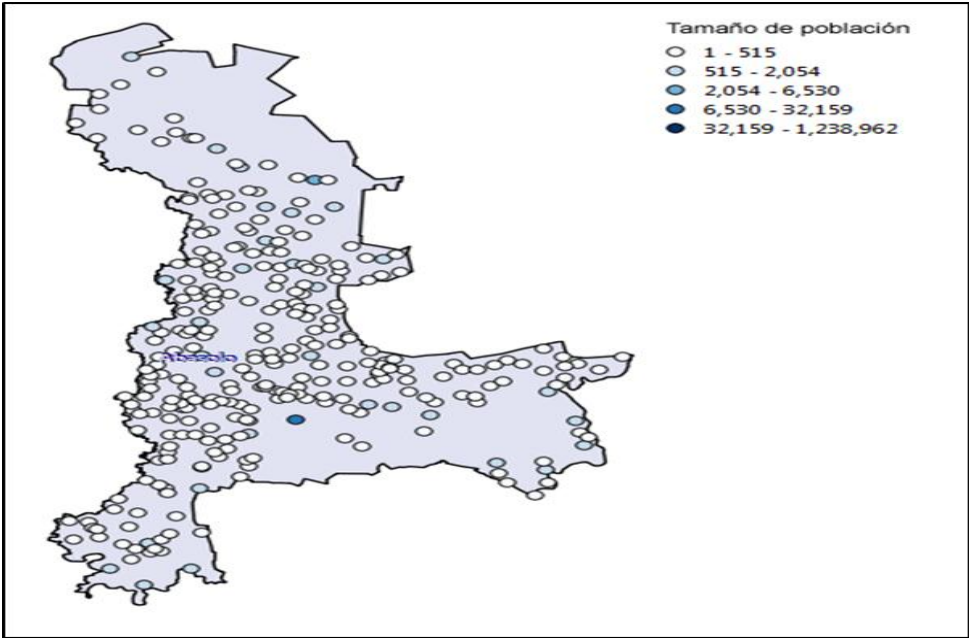 Tamaño de población
1 - 515
515 - 2,054
2,054 - 6,530
6,530 - 32,159
32,159 - 1,238,962